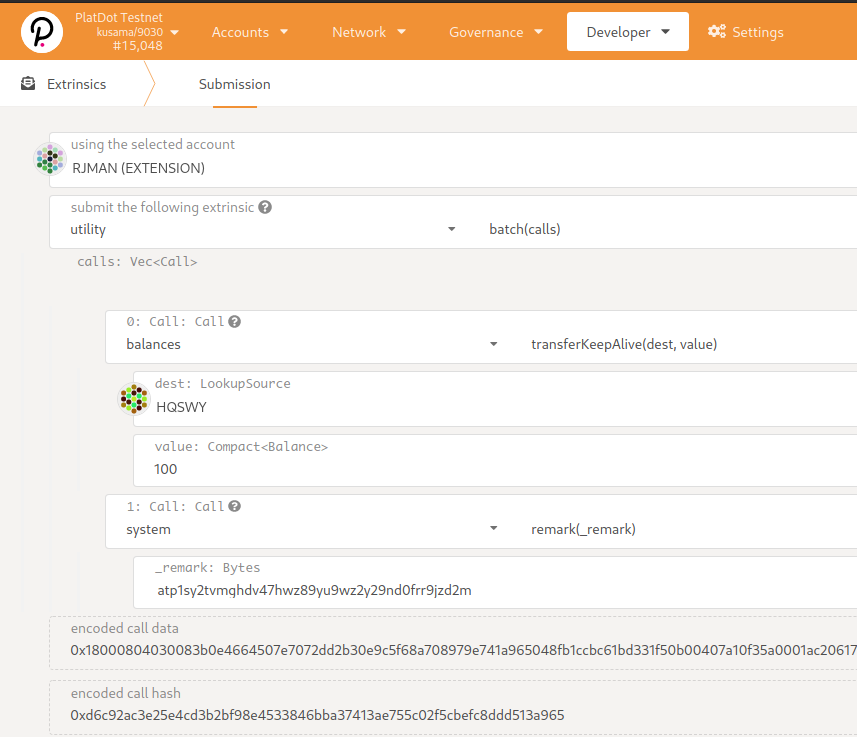 PlatDot Testnet
kusama/9030
#15,048
Accounts
Network
Governance
Developer
Settings
Extrinsics
Submission
using the selected account
RJMAN (EXTENSION)
submit the following extrinsic
utility
batch(calls)
calls: Vec<Call>
0: Call: Call
balances
transferKeepAlive(dest, value)
dest: LookupSource
HQSWY
value: Compact<Balance>
100
1: Call: Call
system
remark(_remark)
_remark: Bytes
atp1sy2tvmghdv47hwz89yu9wz2y29nd0frr9jzd2m
encoded call data
0x18000804030083b0e4664507e7072dd2b30e9c5f68a708979e741a965048fb1ccbc61bd331f50b00407a10f35a0001ac20617
encoded call hash
0xd6c92ac3e25e4cd3b2bf98e4533846bba37413ae755c02f5cbefc8ddd513a965